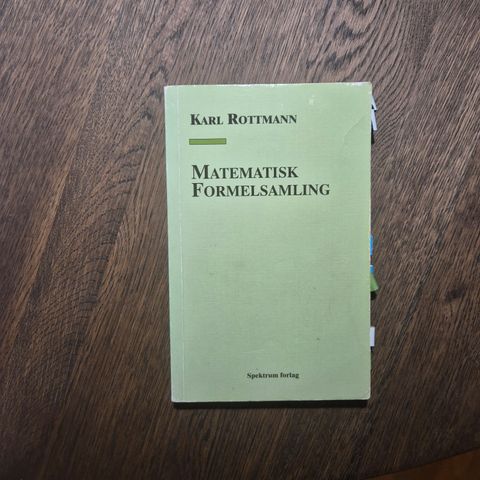 KARL ROTTMANN
MATEMATISK
FORMELSAMLING
Spektrum forlag